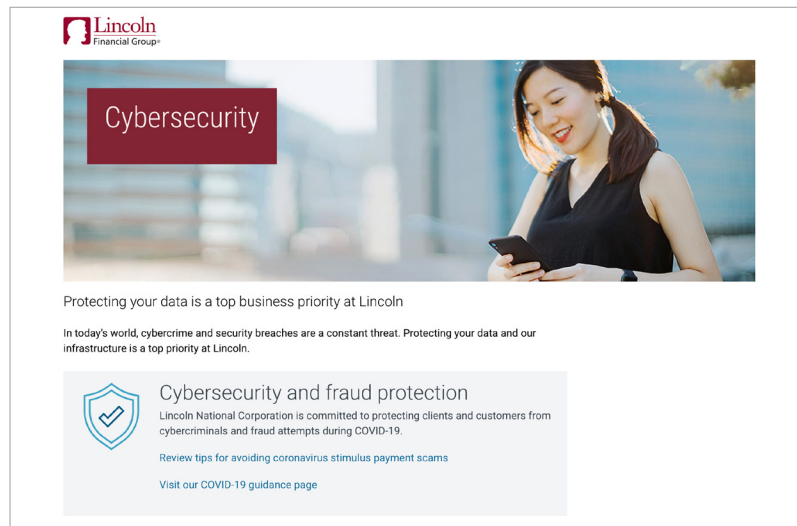 Lincoln
Financial Group®
Cybersecurity
Protecting your data is a top business priority at Lincoln
In today's world, cybercrime and security breaches are a constant threat. Protecting your data and our
infrastructure is a top priority at Lincoln.
Cybersecurity and fraud protection
Lincoln National Corporation is committed to protecting clients and customers from
cybercriminals and fraud attempts during COVID-19.
Review tips for avoiding coronavirus stimulus payment scams
Visit our COVID-19 guidance page